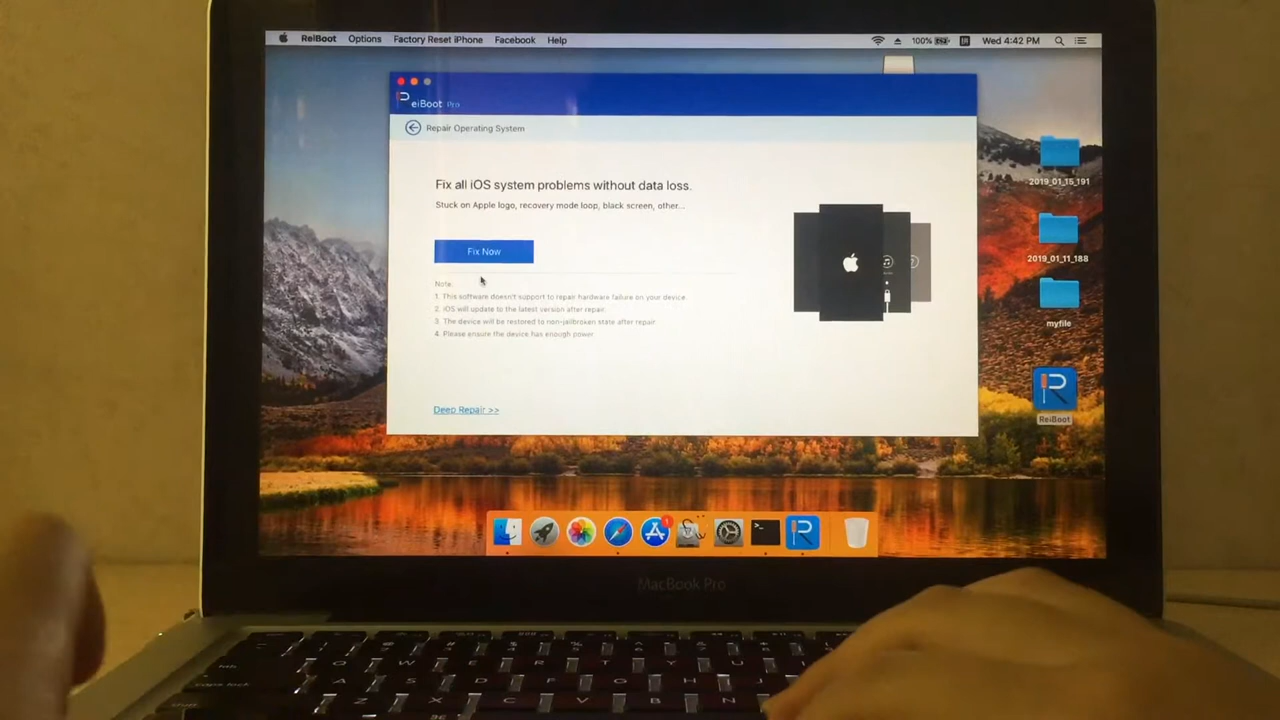 ReiBoot Options Factory Reset iPhone Facebook Help 100% Wed 4:42 PM
ReiBoot Pro
Repair Operating System
Fix all iOS system problems without data loss.
Stuck on Apple logo, recovery mode loop, black screen, other...
Fix Now
Note:
1. This software doesn't support to repair hardware failure on your device.
2. iOS will update to the latest version after repair.
3. The device will be restored to non-jailbroken state after repair.
4. Please ensure the device has enough power.
Deep Repair >>
2019_01_15_191
2019_01_11_188
myfile
ReiBoot
MacBook Pro
caps lock
Q W E R T Y U
A S D F G H J
Z X C V B N